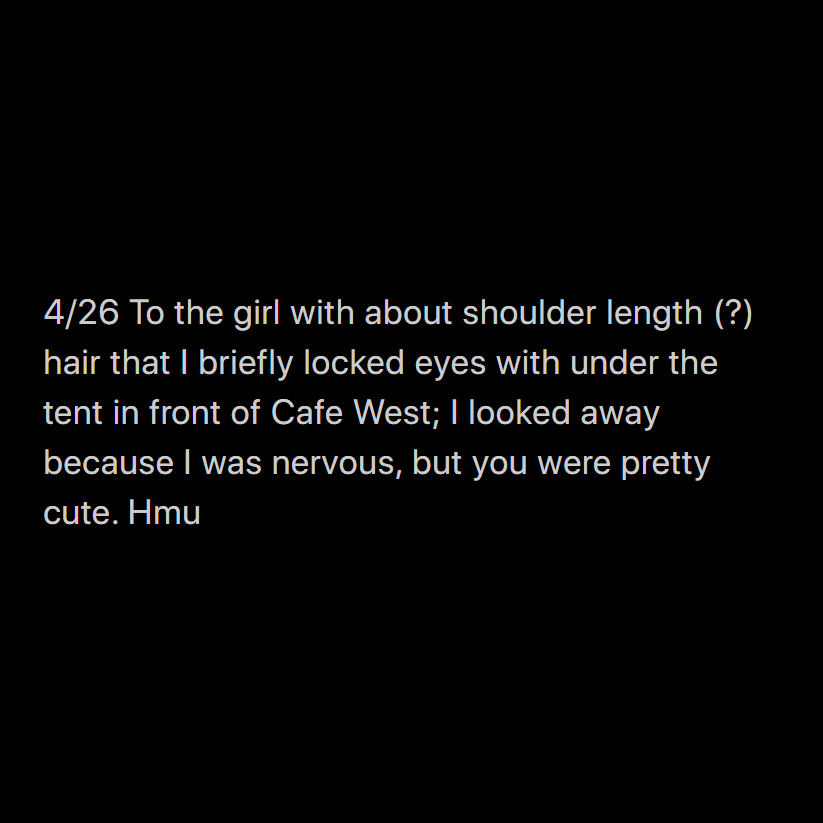 4/26 To the girl with about shoulder length (?)
hair that I briefly locked eyes with under the
tent in front of Cafe West; I looked away
because I was nervous, but you were pretty
cute. Hmu